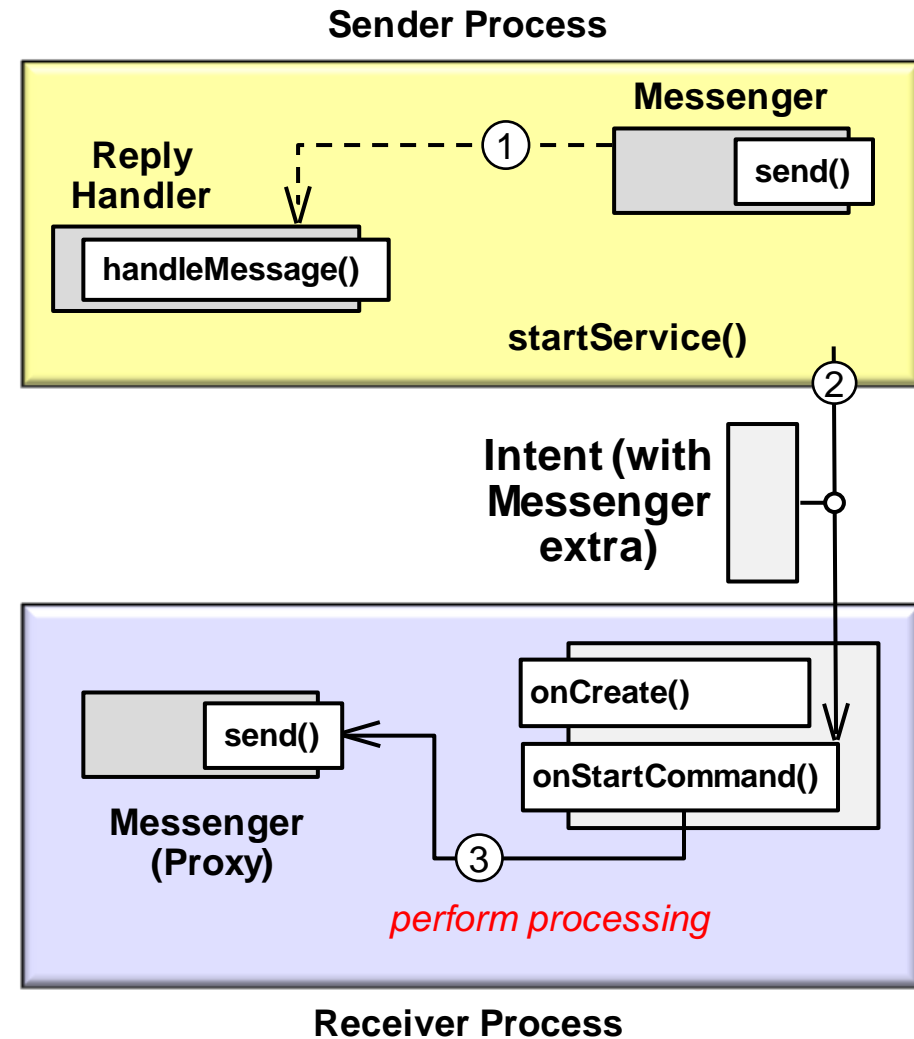 Sender Process
Messenger
1
send()
Reply
Handler
handleMessage()
startService()
2
Intent (with
Messenger
extra)
onCreate()
send()
onStartCommand()
Messenger
(Proxy)
3
perform processing
Receiver Process